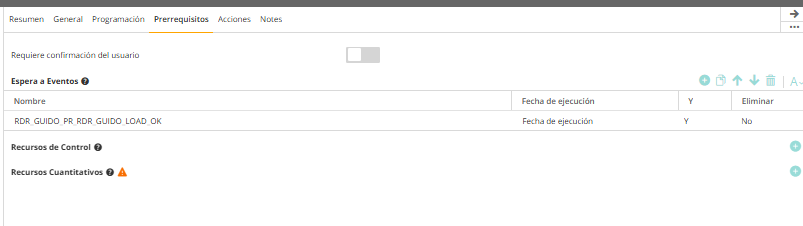 Resumen General Programación Prerrequisitos Acciones Notes
Requiere confirmación del usuario
Espera a Eventos
Nombre Fecha de ejecución Y Eliminar
RDR_GUIDO_PR_RDR_GUIDO_LOAD_OK Fecha de ejecución Y No
Recursos de Control
Recursos Cuantitativos